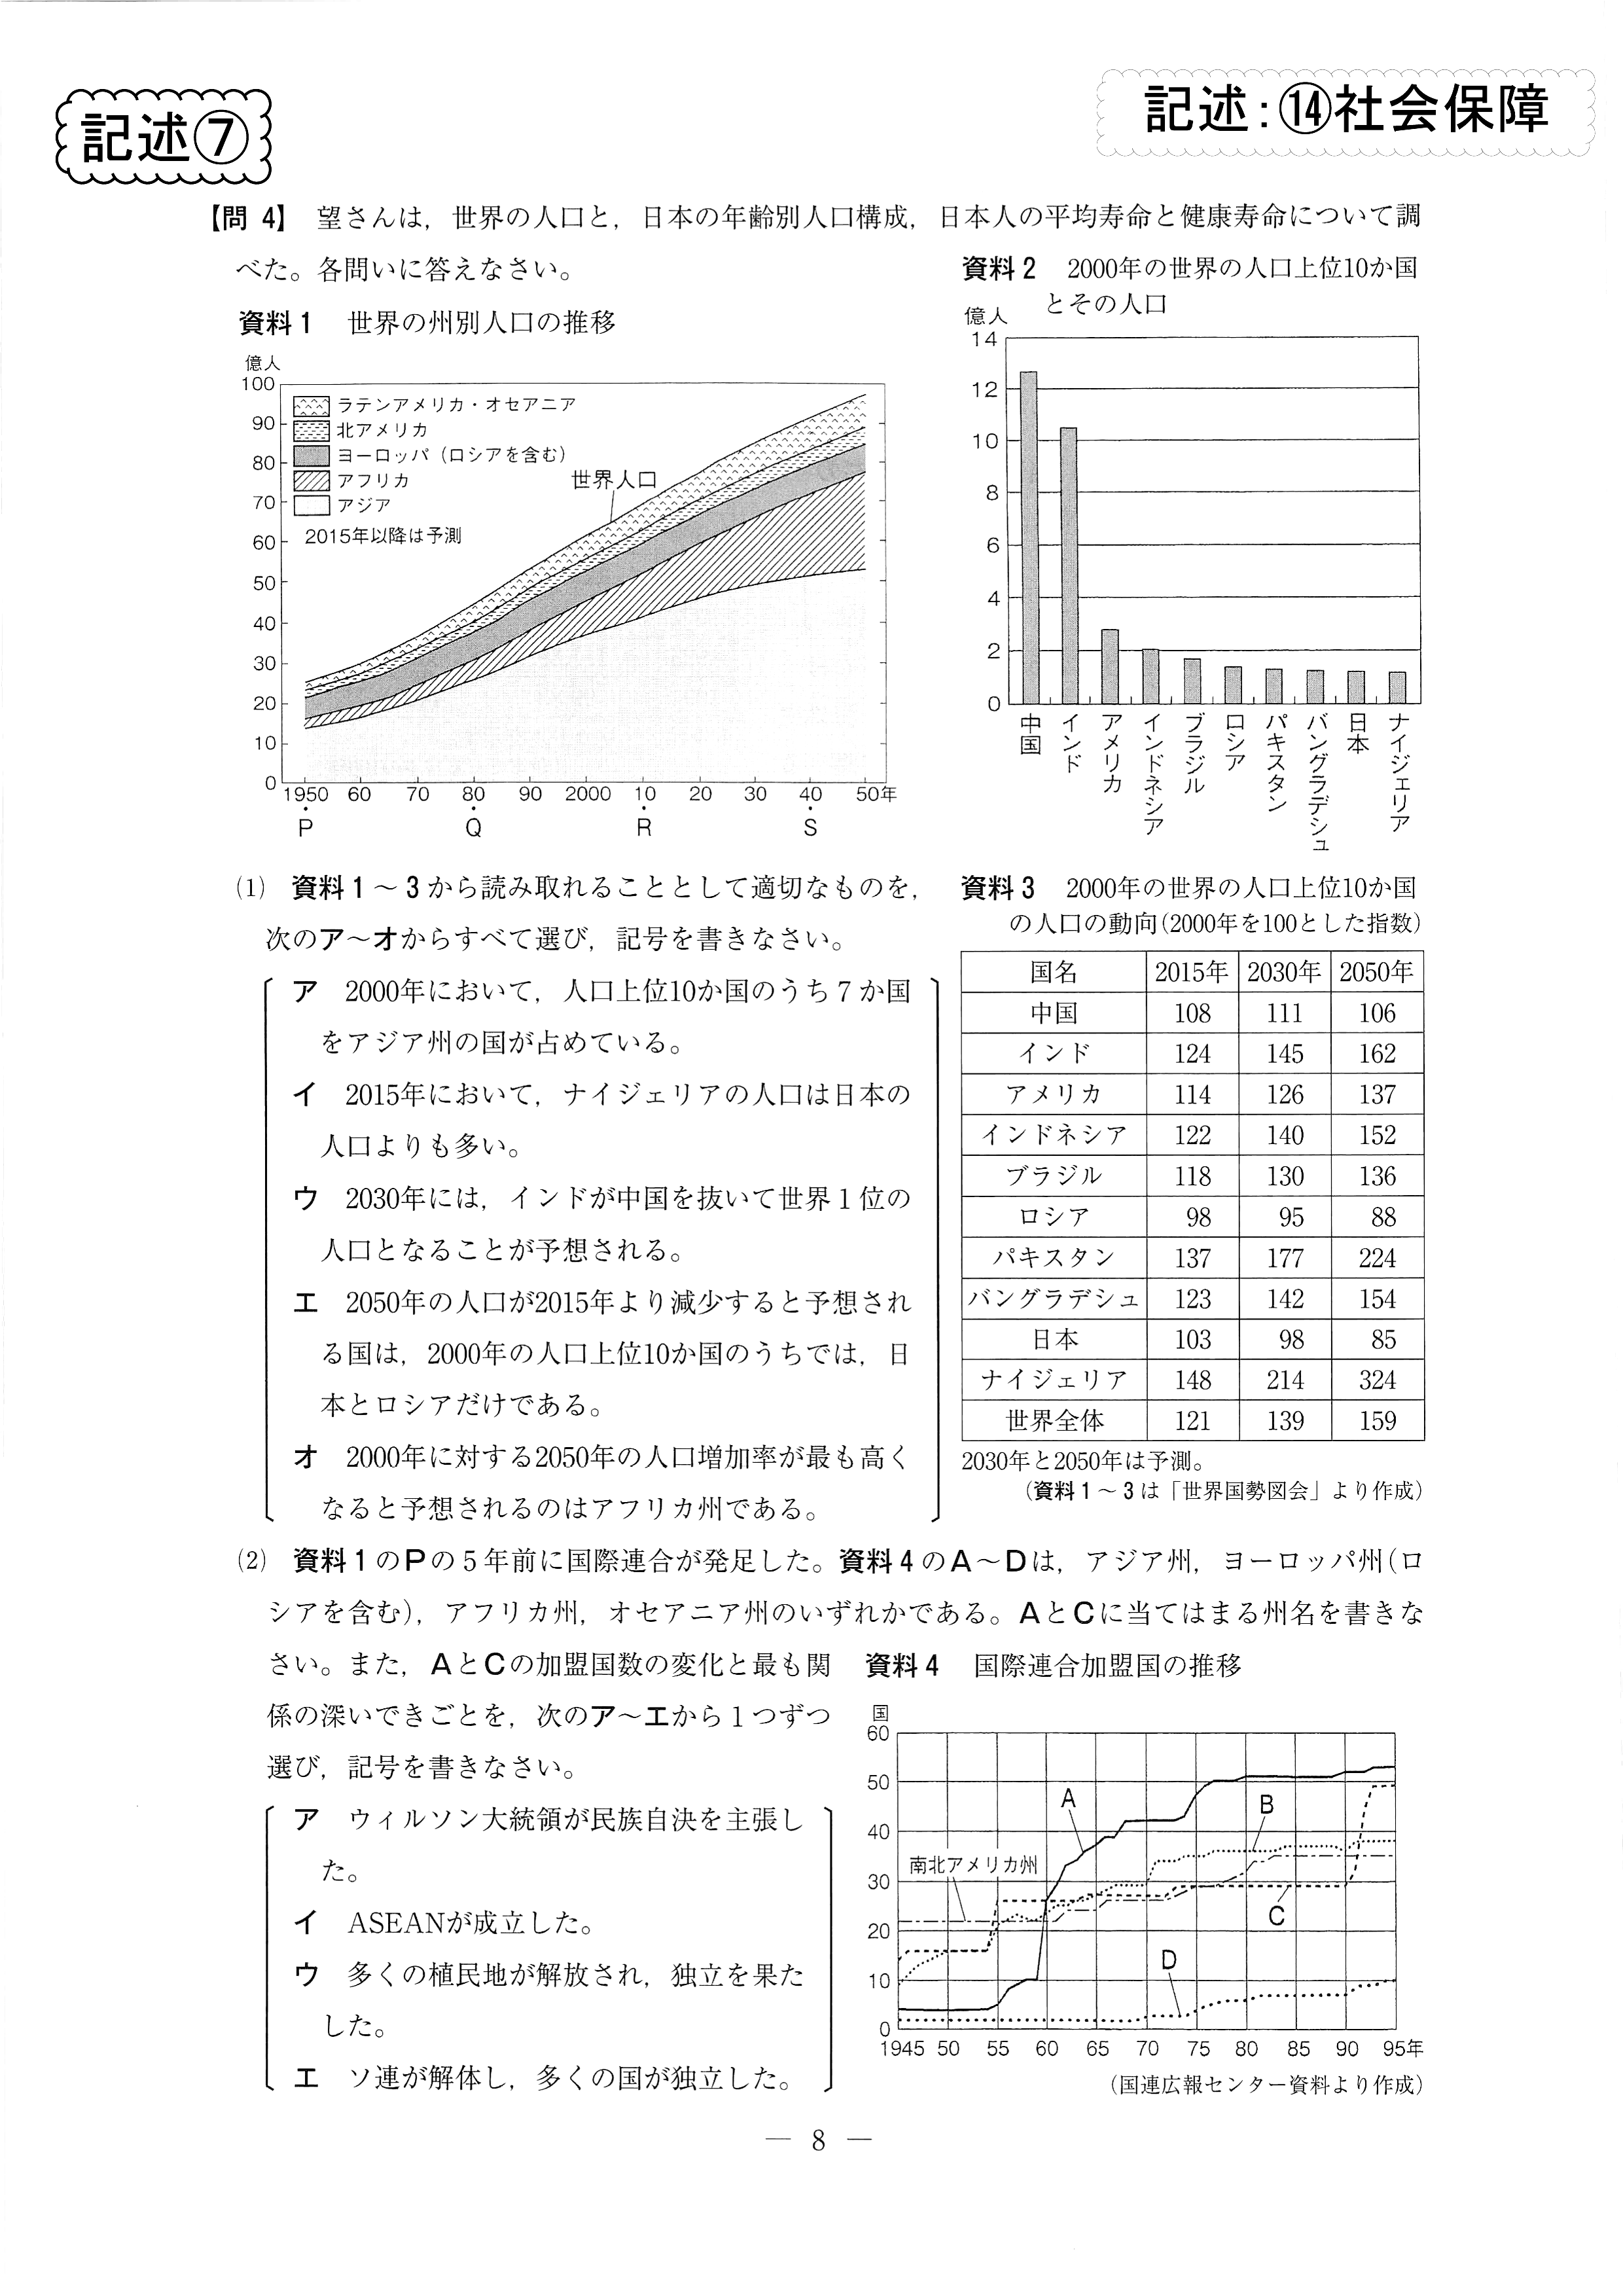 記述⑦
記述:⑭社会保障
【問 4】 望さんは,世界の人口と,日本の年齢別人口構成,日本人の平均寿命と健康寿命について調
べた。各問いに答えなさい。
資料1 世界の州別人口の推移
億人
100
90
80
70
60
50
40
30
20
10
0
ラテンアメリカ・オセアニア
北アメリカ
ヨーロッパ(ロシアを含む)
アフリカ
アジア
2015年以降は予測
世界人口
1950 60 70 80 90 2000 10 20 30 40 50年
P Q R S
資料2 2000年の世界の人口上位10か国
とその人口
億人
14
12
10
8
6
4
2
0
中国
インド
アメリカ
インドネシア
ブラジル
ロシア
パキスタン
バングラデシュ
日本
ナイジェリア
(1) 資料1~3から読み取れることとして適切なものを,
次のア~オからすべて選び,記号を書きなさい。
ア 2000年において,人口上位10か国のうち7か国
をアジア州の国が占めている。
イ 2015年において,ナイジェリアの人口は日本の
人口よりも多い。
ウ 2030年には,インドが中国を抜いて世界1位の
人口となることが予想される。
エ 2050年の人口が2015年より減少すると予想され
る国は,2000年の人口上位10か国のうちでは,日
本とロシアだけである。
オ 2000年に対する2050年の人口増加率が最も高く
なると予想されるのはアフリカ州である。
資料3 2000年の世界の人口上位10か国
の人口の動向(2000年を100とした指数)
国名 2015年 2030年 2050年
中国 108 111 106
インド 124 145 162
アメリカ 114 126 137
インドネシア 122 140 152
ブラジル 118 130 136
ロシア 98 95 88
パキスタン 137 177 224
バングラデシュ 123 142 154
日本 103 98 85
ナイジェリア 148 214 324
世界全体 121 139 159
2030年と2050年は予測。
(資料1~3は「世界国勢図会」より作成)
(2) 資料1のPの5年前に国際連合が発足した。資料4のA~Dは,アジア州,ヨーロッパ州(ロ
シアを含む),アフリカ州,オセアニア州のいずれかである。AとCに当てはまる州名を書きな
さい。また,AとCの加盟国数の変化と最も関
係の深いできごとを,次のア~エから1つずつ
選び,記号を書きなさい。
ア ウィルソン大統領が民族自決を主張し
た。
イ ASEANが成立した。
ウ 多くの植民地が解放され,独立を果た
した。
エ ソ連が解体し,多くの国が独立した。
資料4 国際連合加盟国の推移
国
60
50
40
30
20
10
0
A
B
南北アメリカ州
C
D
1945 50 55 60 65 70 75 80 85 90 95年
(国連広報センター資料より作成)
— 8 —